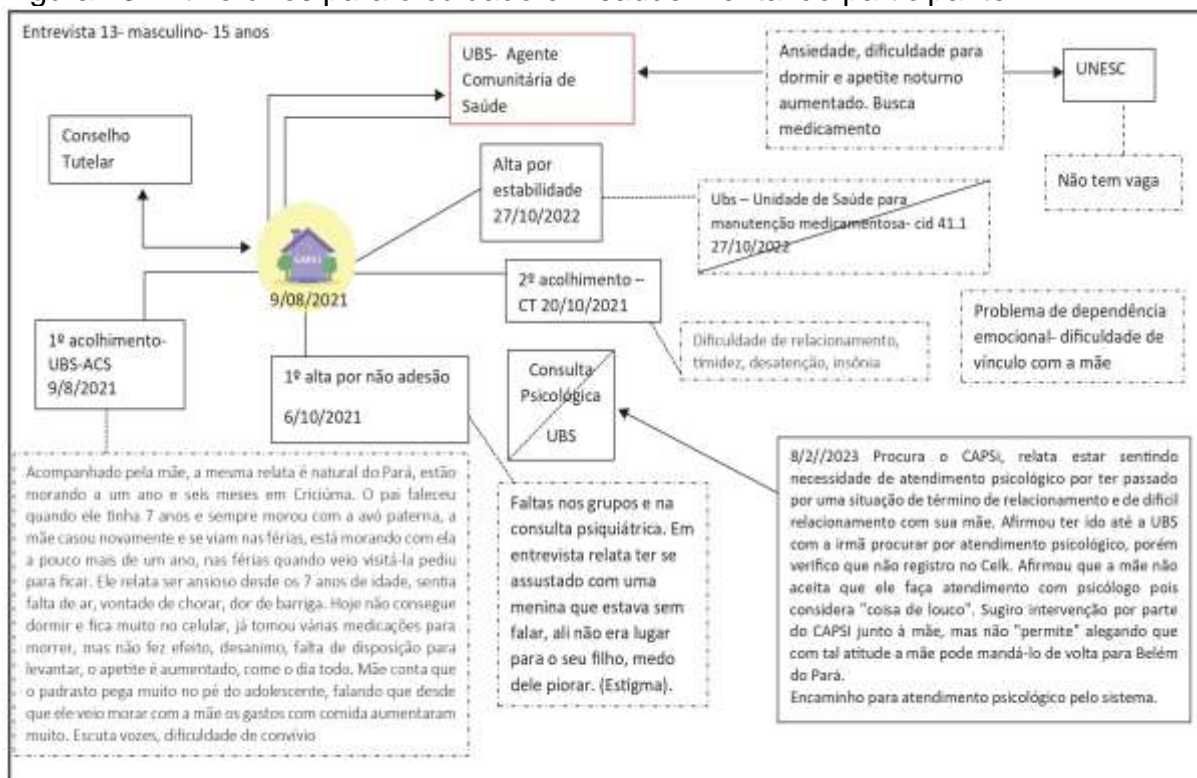 Entrevista 13- masculino- 15 anos
UBS- Agente
Comunitária de
Saúde
Ansiedade, dificuldade para
dormir e apetite noturno
aumentado. Busca
medicamento
UNESC
Não tem vaga
Conselho
Tutelar
Alta por
estabilidade
27/10/2022
Ubs – Unidade de Saúde para
manutenção medicamentosa- cid 41.1
27/10/2022
CAPSi
9/08/2021
2º acolhimento –
CT 20/10/2021
Dificuldade de relacionamento,
timidez, desatenção, insônia
Problema de dependência
emocional- dificuldade de
vínculo com a mãe
1º acolhimento-
UBS-ACS
9/8/2021
1º alta por não adesão
6/10/2021
Consulta
Psicológica
UBS
Acompanhado pela mãe, a mesma relata é natural do Pará, estão
morando a um ano e seis meses em Criciúma. O pai faleceu
quando ele tinha 7 anos e sempre morou com a avó paterna, a
mãe casou novamente e se viam nas férias, está morando com ela
a pouco mais de um ano, nas férias quando veio visitá-la pediu
para ficar. Ele relata ser ansioso desde os 7 anos de idade, sentia
falta de ar, vontade de chorar, dor de barriga. Hoje não consegue
dormir e fica muito no celular, já tomou várias medicações para
morrer, mas não fez efeito, desanimo, falta de disposição para
levantar, o apetite é aumentado, come o dia todo. Mãe conta que
o padrasto pega muito no pé do adolescente, falando que desde
que ele veio morar com a mãe os gastos com comida aumentaram
muito. Escuta vozes, dificuldade de convívio
Faltas nos grupos e na
consulta psiquiátrica. Em
entrevista relata ter se
assustado com uma
menina que estava sem
falar, ali não era lugar
para o seu filho, medo
dele piorar. (Estigma).
8/2//2023 Procura o CAPSi, relata estar sentindo
necessidade de atendimento psicológico por ter passado
por uma situação de término de relacionamento e de difícil
relacionamento com sua mãe. Afirmou ter ido até a UBS
com a irmã procurar por atendimento psicológico, porém
verifico que não registro no Celk. Afirmou que a mãe não
aceita que ele faça atendimento com psicólogo pois
considera "coisa de louco". Sugiro intervenção por parte
do CAPSI junto à mãe, mas não "permite" alegando que
com tal atitude a mãe pode mandá-lo de volta para Belém
do Pará.
Encaminho para atendimento psicológico pelo sistema.